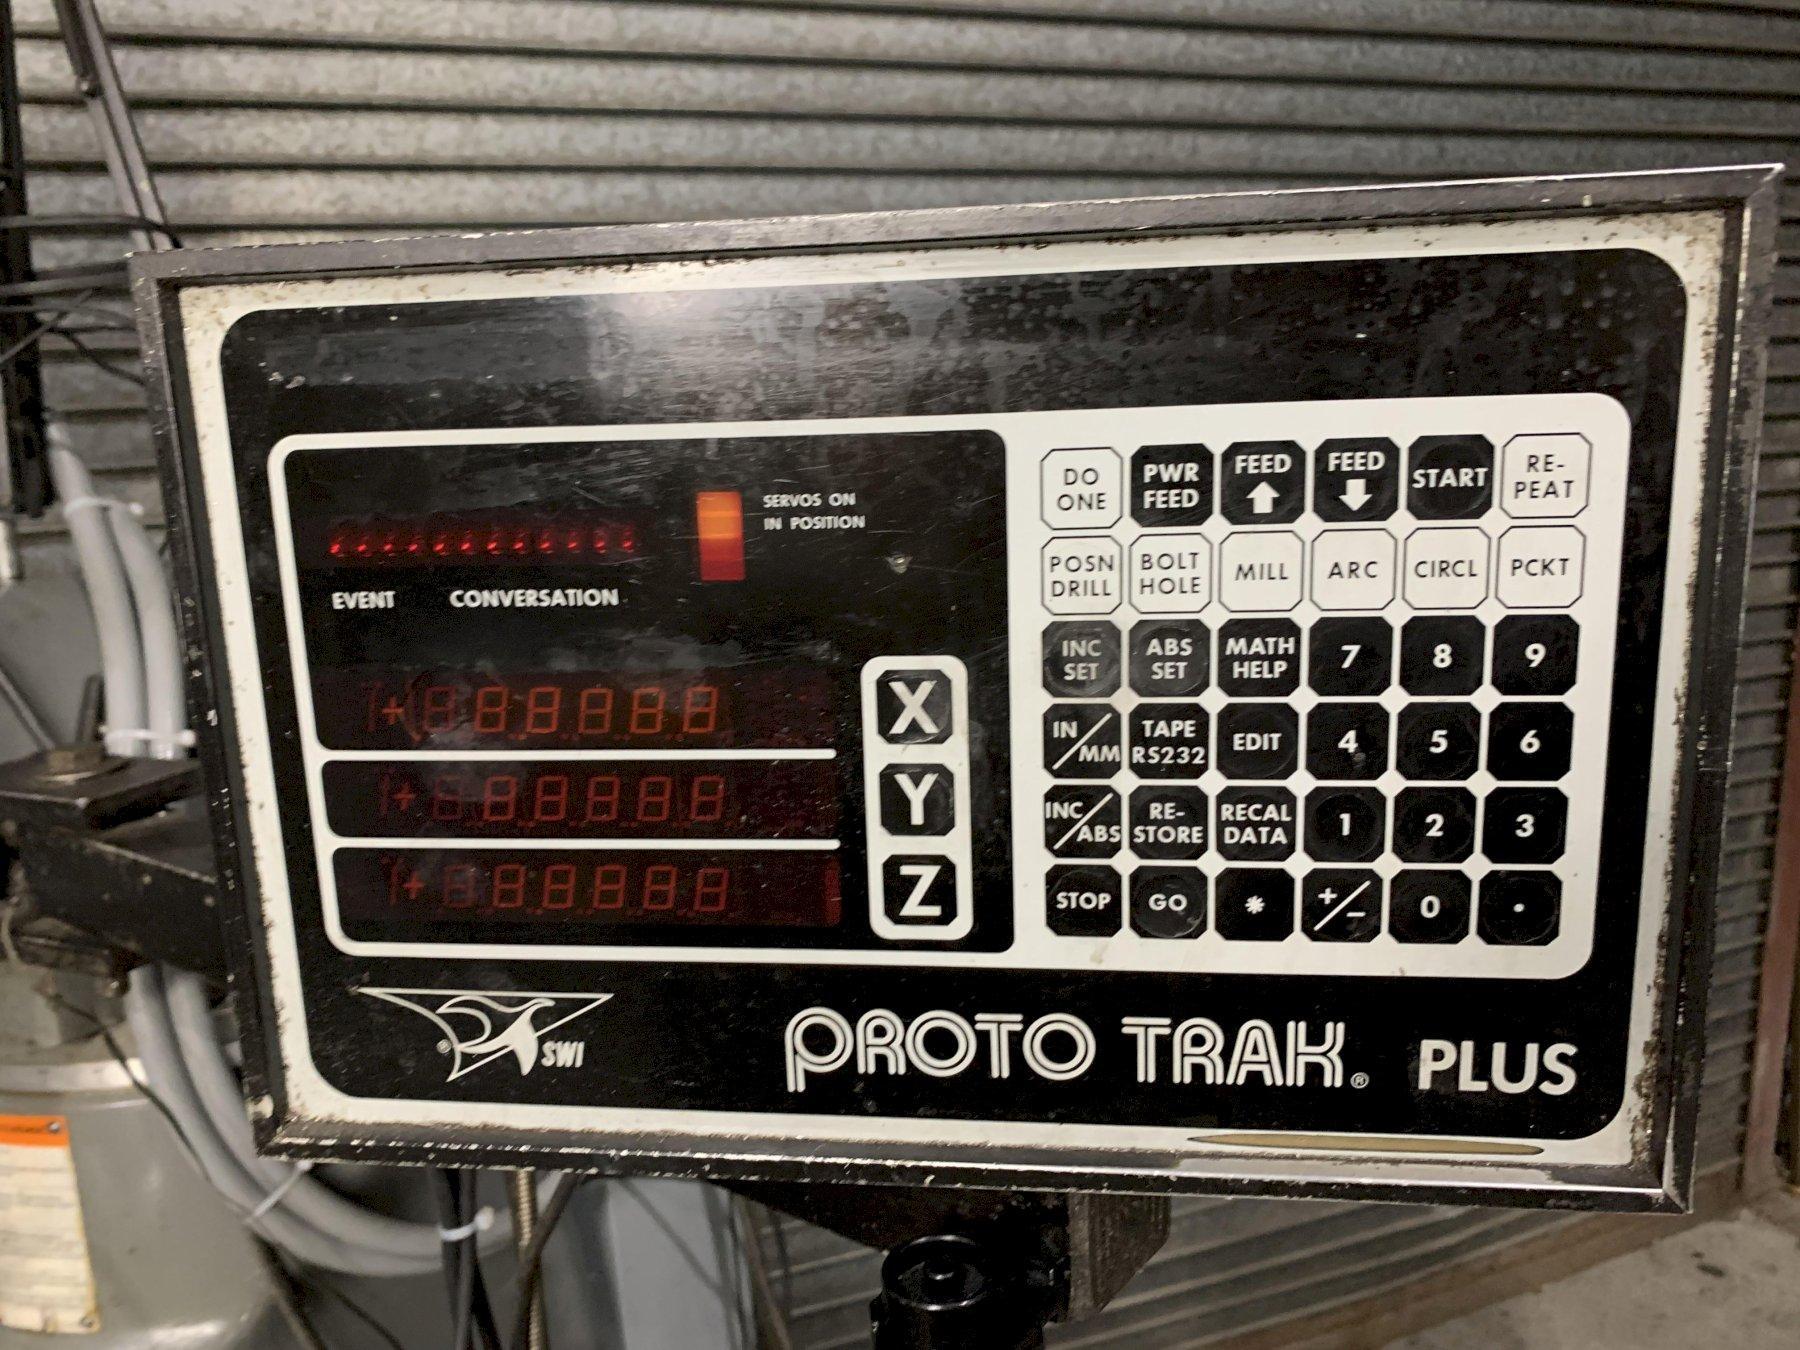 SERVOS ON
IN POSITION
EVENT
CONVERSATION
X
Y
Z
DO ONE
PWR FEED
FEED ↑
FEED ↓
START
RE-PEAT
POSN DRILL
BOLT HOLE
MILL
ARC
CIRCL
PCKT
INC SET
ABS SET
MATH HELP
7
8
9
IN/MM
TAPE RS232
EDIT
4
5
6
INC/ABS
RE-STORE
RECAL DATA
1
2
3
STOP
GO
*
+/-
0
.
® SWI
PROTO TRAK® PLUS